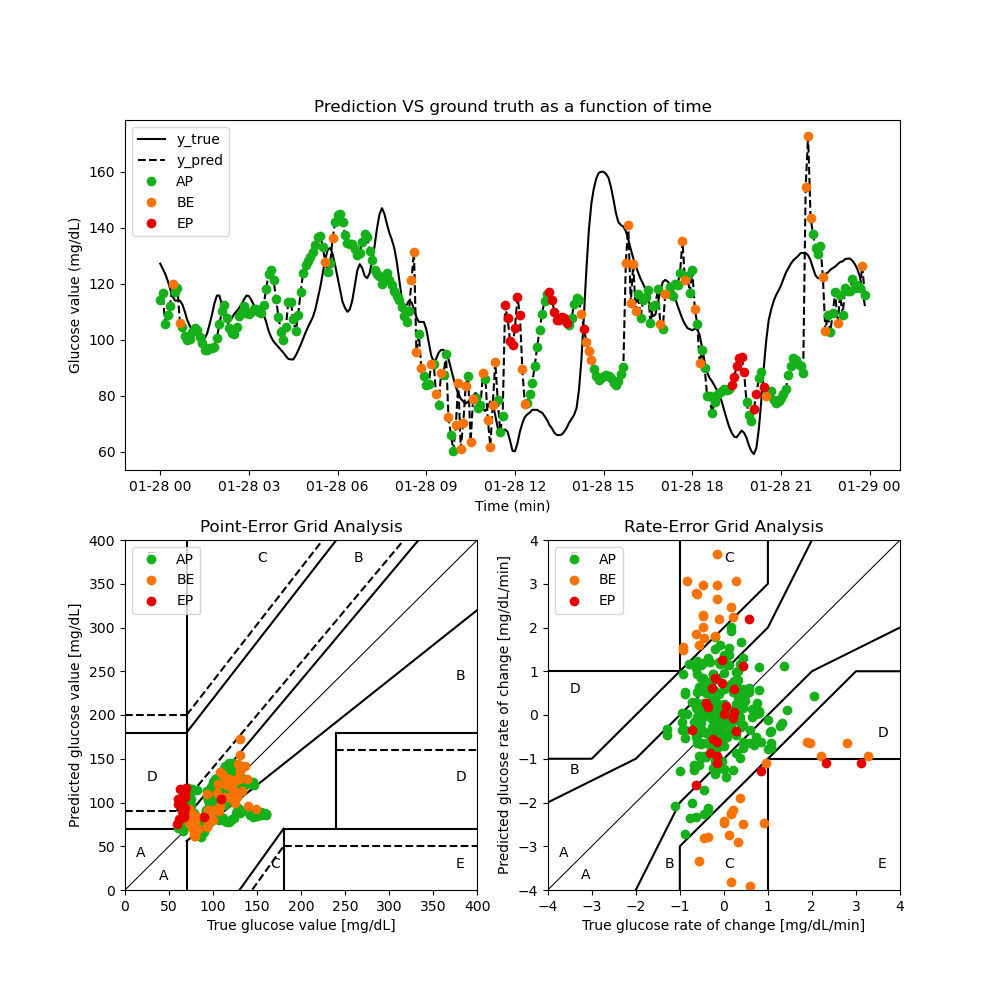 Prediction VS ground truth as a function of time
Glucose value (mg/dL)
160
140
120
100
80
60
y_true
y_pred
AP
BE
EP
01-28 00 01-28 03 01-28 06 01-28 09 01-28 12 01-28 15 01-28 18 01-28 21 01-29 00
Time (min)
Point-Error Grid Analysis
Predicted glucose value [mg/dL]
400
350
300
250
200
150
100
50
0
AP
BE
EP
C
B
B
D
D
A
A
C
E
0 50 100 150 200 250 300 350 400
True glucose value [mg/dL]
Rate-Error Grid Analysis
Predicted glucose rate of change [mg/dL/min]
4
3
2
1
0
−1
−2
−3
−4
AP
BE
EP
C
B
D
D
B
A
A
B
C
E
−4 −3 −2 −1 0 1 2 3 4
True glucose rate of change [mg/dL/min]